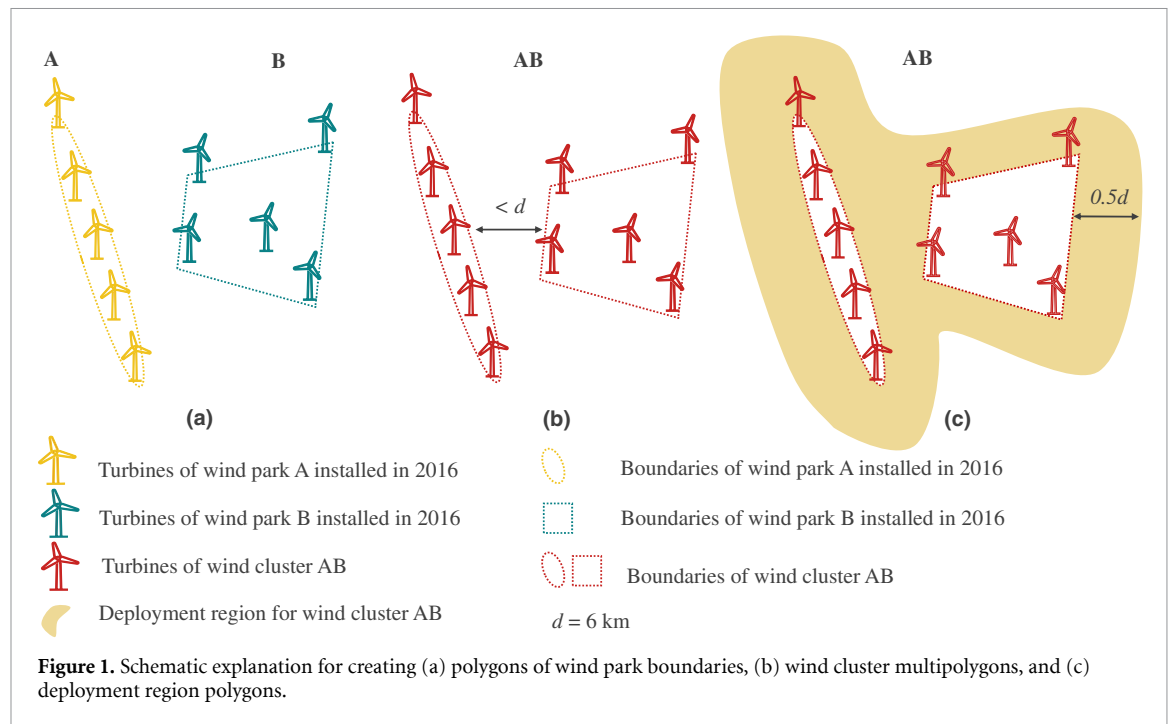 A
B
AB
AB
< d
0.5d
(a)
(b)
(c)
Turbines of wind park A installed in 2016
Boundaries of wind park A installed in 2016
Turbines of wind park B installed in 2016
Boundaries of wind park B installed in 2016
Turbines of wind cluster AB
Boundaries of wind cluster AB
Deployment region for wind cluster AB
d = 6 km
Figure 1. Schematic explanation for creating (a) polygons of wind park boundaries, (b) wind cluster multipolygons, and (c)
deployment region polygons.